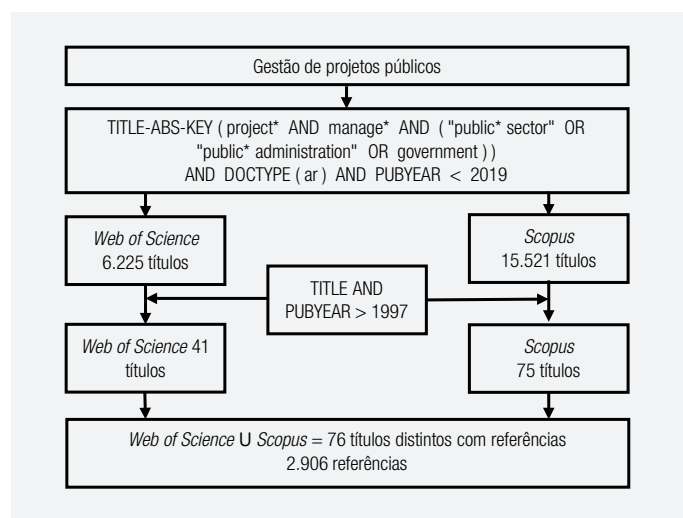 Gestão de projetos públicos
TITLE-ABS-KEY ( project* AND manage* AND ( "public* sector" OR
"public* administration" OR government ) )
AND DOCTYPE ( ar ) AND PUBYEAR < 2019
Web of Science
6.225 títulos
Scopus
15.521 títulos
TITLE AND
PUBYEAR > 1997
Web of Science 41
títulos
Scopus
75 títulos
Web of Science U Scopus = 76 títulos distintos com referências
2.906 referências